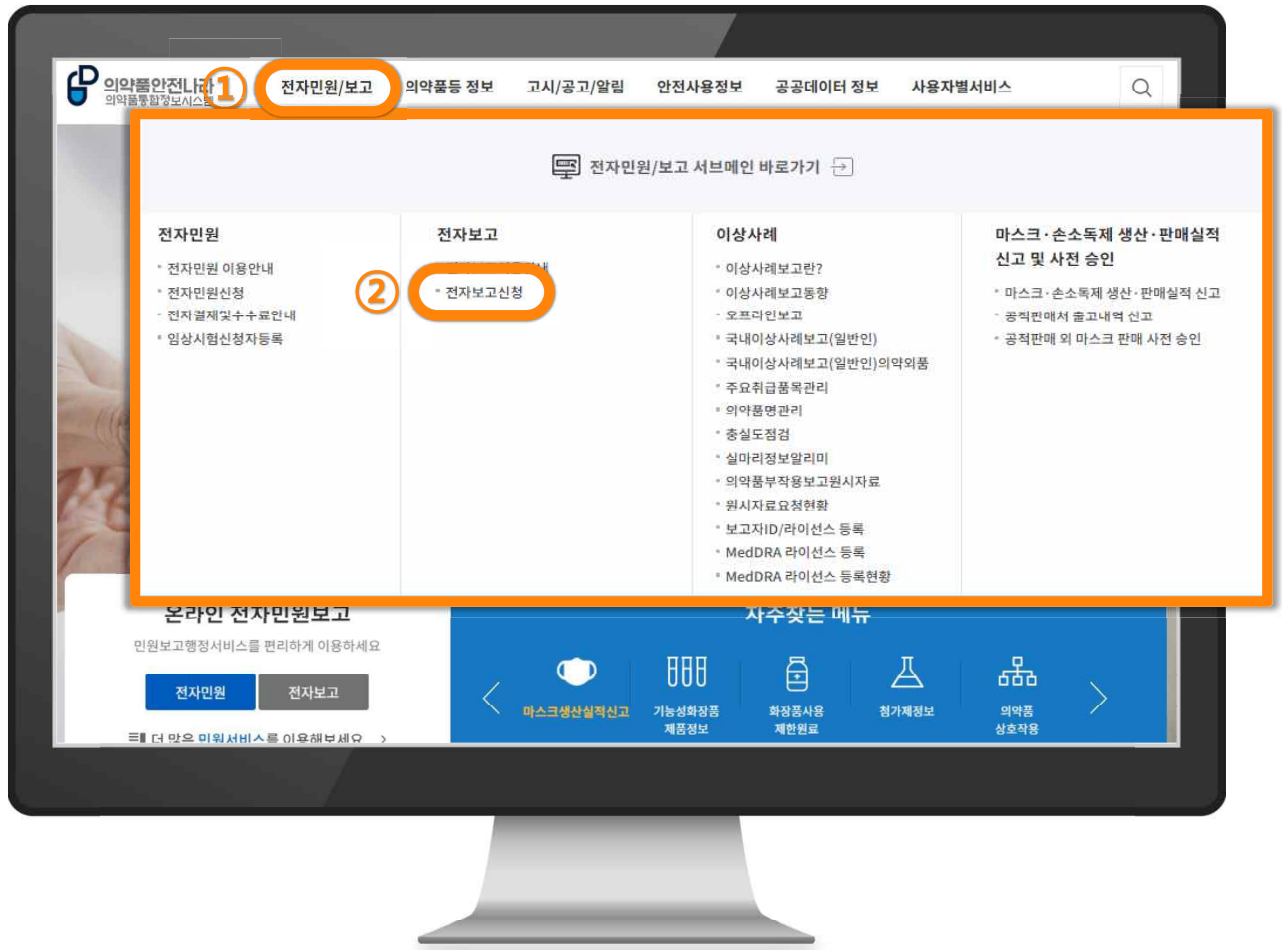 의약품안전나라
의약품통합정보시스템
①
전자민원/보고
의약품등 정보
고시/공고/알림
안전사용정보
공공데이터 정보
사용자별서비스
전자민원/보고 서브메인 바로가기
전자민원
전자민원 이용안내
전자민원신청
전자결제및수수료안내
임상시험신청자등록
전자보고
②
전자보고신청
이상사례
이상사례보고란?
이상사례보고동향
오프라인보고
국내이상사례보고(일반인)
국내이상사례보고(일반인)의약외품
주요취급품목관리
의약품명관리
충실도점검
실마리정보알리미
의약품부작용보고원시자료
원시자료요청현황
보고자ID/라이선스 등록
MedDRA 라이선스 등록
MedDRA 라이선스 등록현황
마스크·손소독제 생산·판매실적
신고 및 사전 승인
마스크·손소독제 생산·판매실적 신고
공적판매처 출고내역 신고
공적판매 외 마스크 판매 사전 승인
온라인 전자민원보고
민원보고행정서비스를 편리하게 이용하세요
전자민원
전자보고
더 많은 민원서비스를 이용해보세요 >
자주찾는 메뉴
마스크생산실적신고
기능성화장품
제품정보
화장품사용
제한원료
첨가제정보
의약품
상호작용